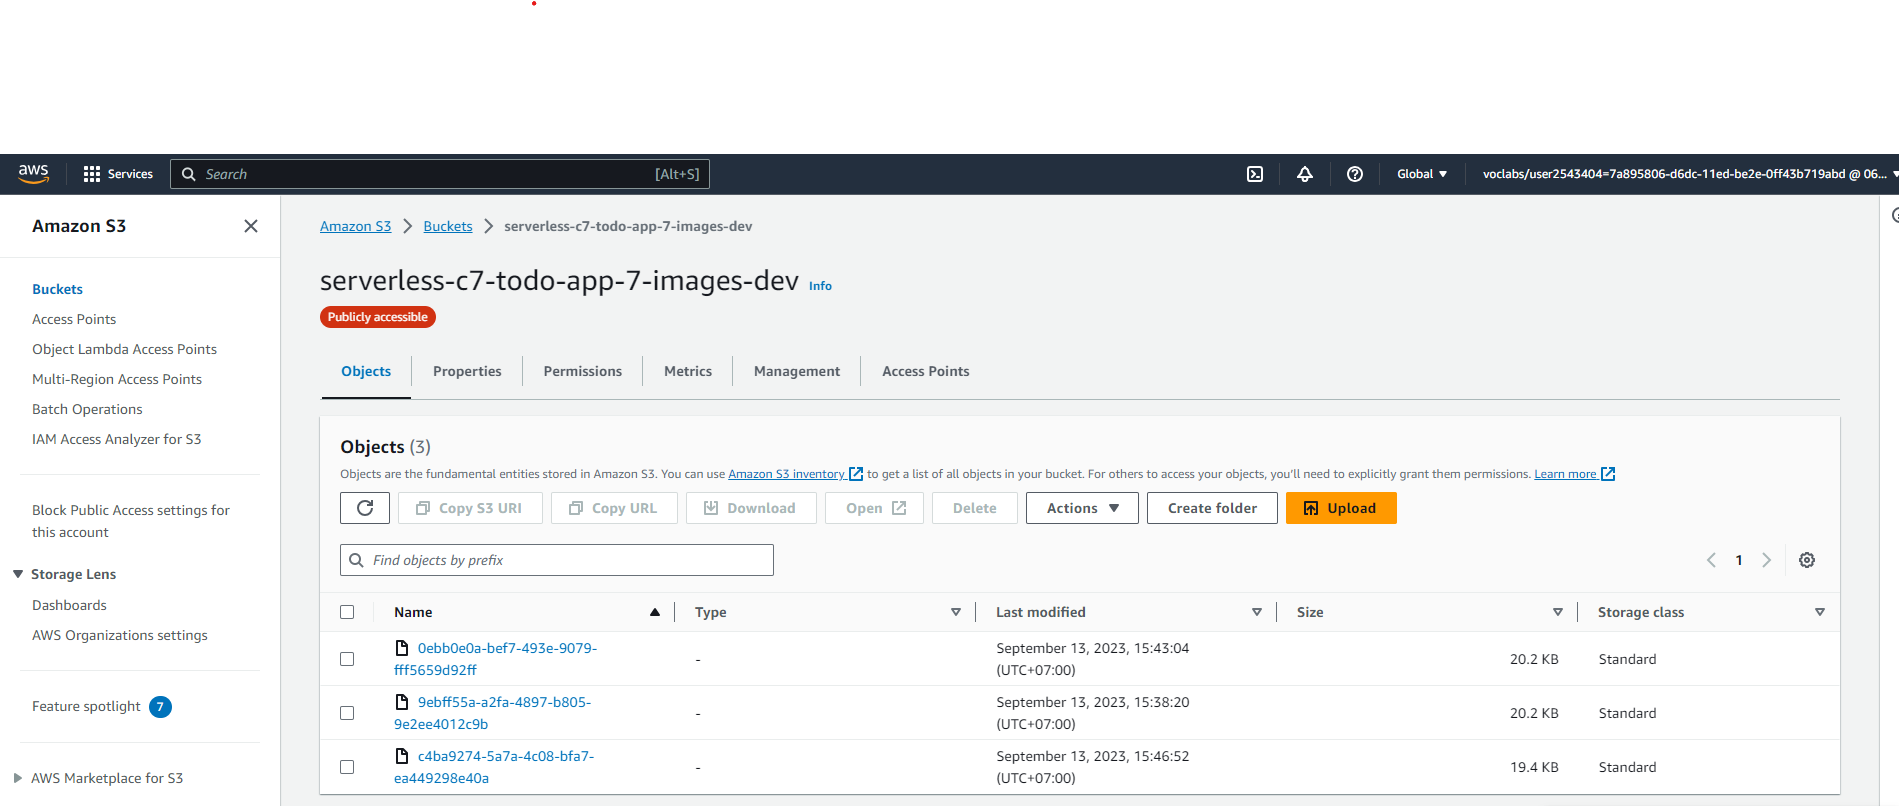 aws
Services
Search
[Alt+S]
Global
voclabs/user2543404=7a895806-d6dc-11ed-be2e-0ff43b719abd @ 06...
Amazon S3
Buckets
Access Points
Object Lambda Access Points
Multi-Region Access Points
Batch Operations
IAM Access Analyzer for S3
Block Public Access settings for
this account
Storage Lens
Dashboards
AWS Organizations settings
Feature spotlight 7
AWS Marketplace for S3
Amazon S3 > Buckets > serverless-c7-todo-app-7-images-dev
serverless-c7-todo-app-7-images-dev Info
Publicly accessible
Objects
Properties
Permissions
Metrics
Management
Access Points
Objects (3)
Objects are the fundamental entities stored in Amazon S3. You can use Amazon S3 inventory to get a list of all objects in your bucket. For others to access your objects, you'll need to explicitly grant them permissions. Learn more
Copy S3 URI
Copy URL
Download
Open
Delete
Actions
Create folder
Upload
Find objects by prefix
1
Name
Type
Last modified
Size
Storage class
0ebb0e0a-bef7-493e-9079-
fff5659d92ff
-
September 13, 2023, 15:43:04
(UTC+07:00)
20.2 KB
Standard
9ebff55a-a2fa-4897-b805-
9e2ee4012c9b
-
September 13, 2023, 15:38:20
(UTC+07:00)
20.2 KB
Standard
c4ba9274-5a7a-4c08-bfa7-
ea449298e40a
-
September 13, 2023, 15:46:52
(UTC+07:00)
19.4 KB
Standard